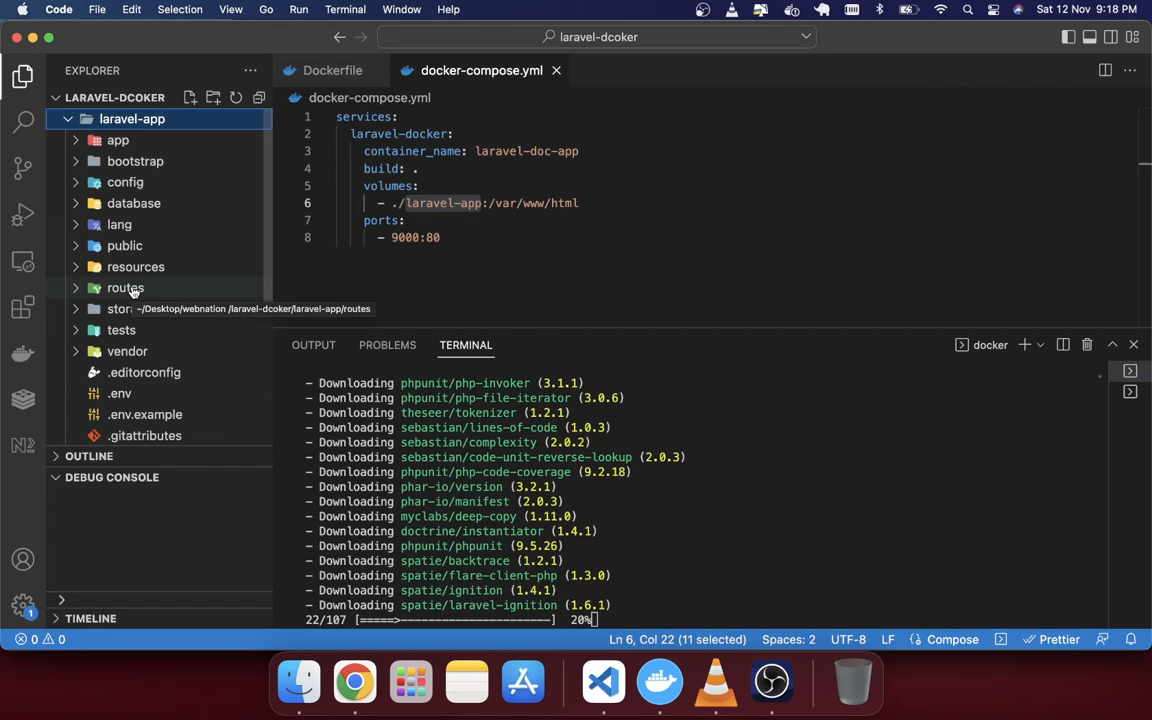 Code File Edit Selection View Go Run Terminal Window Help Sat 12 Nov 9:18 PM
laravel-dcoker
EXPLORER
LARAVEL-DCOKER
laravel-app
app
bootstrap
config
database
lang
public
resources
routes
stor
~/Desktop/webnation /laravel-dcoker/laravel-app/routes
tests
vendor
.editorconfig
.env
.env.example
.gitattributes
OUTLINE
DEBUG CONSOLE
TIMELINE
Dockerfile docker-compose.yml
docker-compose.yml
1 services:
2 laravel-docker:
3 container_name: laravel-doc-app
4 build: .
5 volumes:
6 - ./laravel-app:/var/www/html
7 ports:
8 - 9000:80
OUTPUT PROBLEMS TERMINAL docker
- Downloading phpunit/php-invoker (3.1.1)
- Downloading phpunit/php-file-iterator (3.0.6)
- Downloading theseer/tokenizer (1.2.1)
- Downloading sebastian/lines-of-code (1.0.3)
- Downloading sebastian/complexity (2.0.2)
- Downloading sebastian/code-unit-reverse-lookup (2.0.3)
- Downloading phpunit/php-code-coverage (9.2.18)
- Downloading phar-io/version (3.2.1)
- Downloading phar-io/manifest (2.0.3)
- Downloading myclabs/deep-copy (1.11.0)
- Downloading doctrine/instantiator (1.4.1)
- Downloading phpunit/phpunit (9.5.26)
- Downloading spatie/backtrace (1.2.1)
- Downloading spatie/flare-client-php (1.3.0)
- Downloading spatie/ignition (1.4.1)
- Downloading spatie/laravel-ignition (1.6.1)
22/107 [=====>----------------------] 20%
1
0 0 Ln 6, Col 22 (11 selected) Spaces: 2 UTF-8 LF Compose Prettier